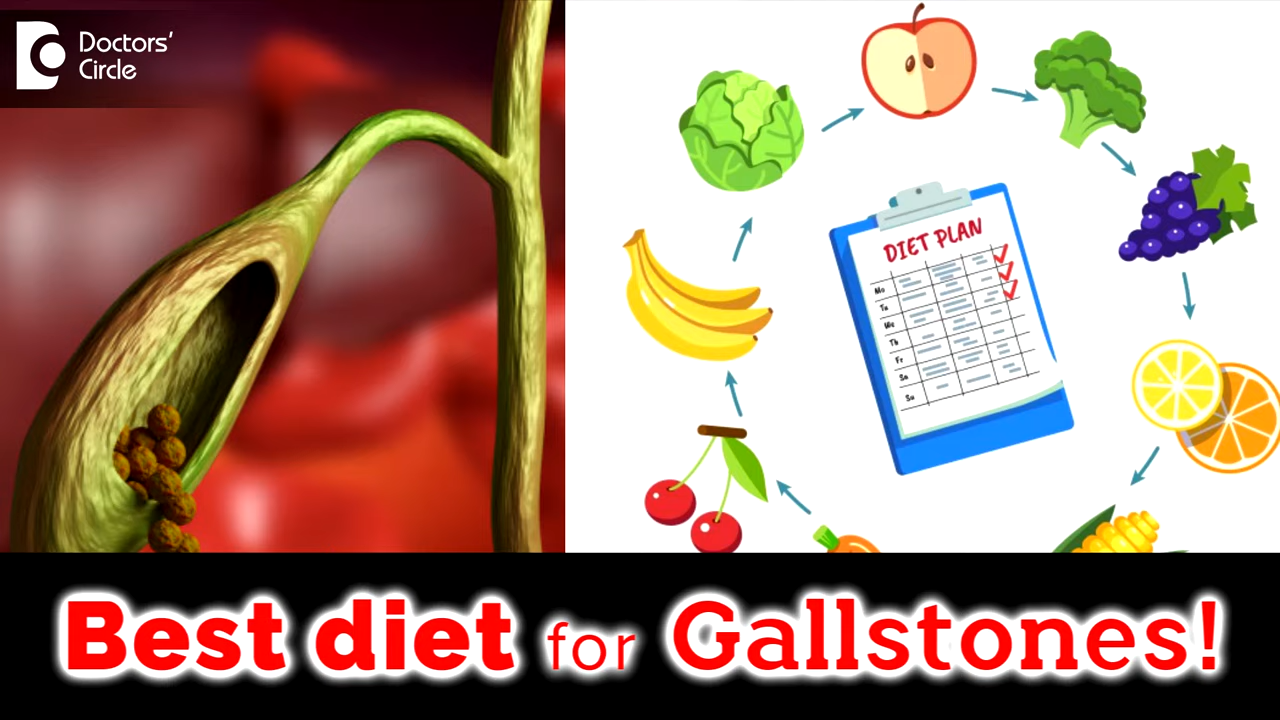 Doctors'
Circle
DIET PLAN
Mo
Tu
We
Th
Fr
Sa
Su
Best diet for Gallstones!